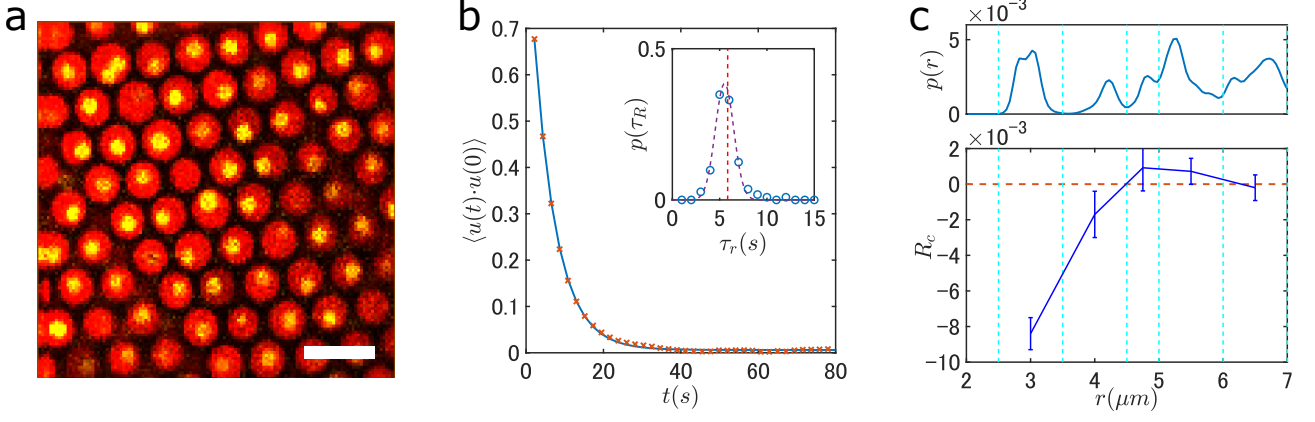 a
b
0.7
0.6
0.5
0.4
0.3
0.2
0.1
0
0 20 40 60 80
t(s)
⟨u(t)·u(0)⟩
0.5
0
0 5 10 15
p(τ_R)
τ_r(s)
c
×10⁻³
5
0
p(r)
×10⁻³
2
0
−2
−4
−6
−8
−10
R_c
2 3 4 5 6 7
r(μm)